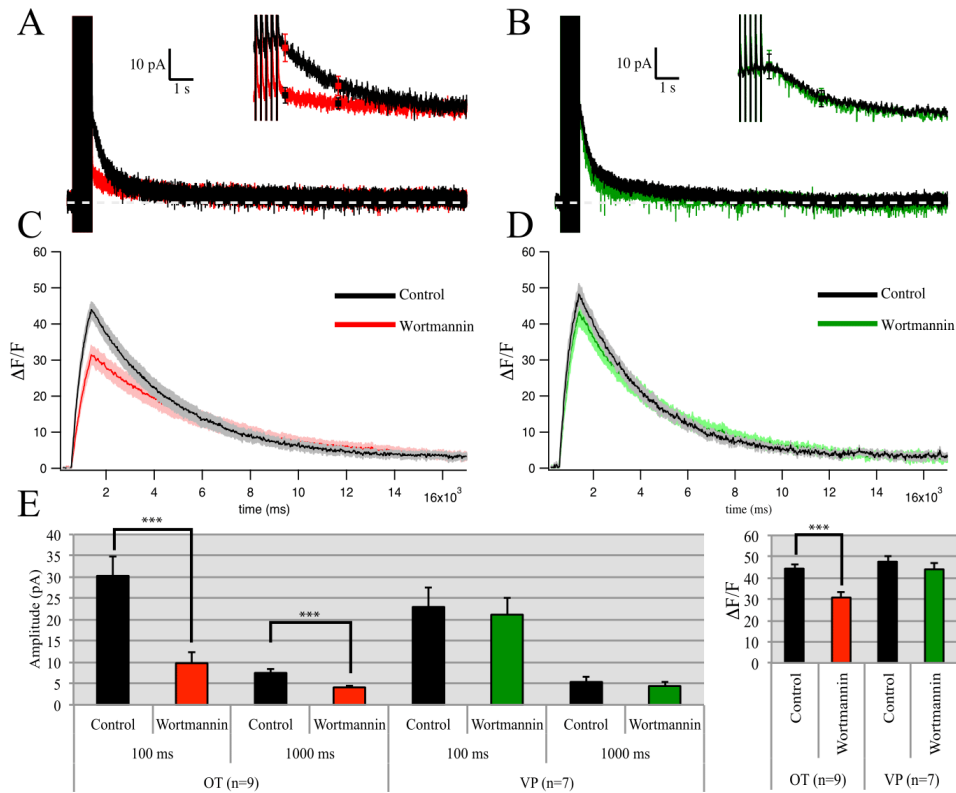 A
10 pA
1 s
B
10 pA
1 s
C
60
50
40
30
20
10
0
ΔF/F
Control
Wortmannin
2
4
6
8
10
12
14
16x10³
time (ms)
D
60
50
40
30
20
10
0
ΔF/F
Control
Wortmannin
2
4
6
8
10
12
14
16x10³
time (ms)
E
40
35
30
25
20
15
10
5
0
Amplitude (pA)
***
***
Control Wortmannin Control Wortmannin Control Wortmannin Control Wortmannin
100 ms 1000 ms 100 ms 1000 ms
OT (n=9) VP (n=7)
60
50
40
30
20
10
0
ΔF/F
***
Control
Wortmannin
Control
Wortmannin
OT (n=9) VP (n=7)